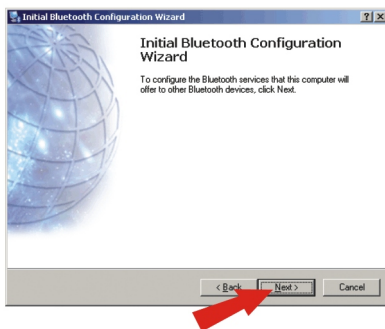 Initial Bluetooth Configuration Wizard
Initial Bluetooth Configuration
Wizard
To configure the Bluetooth services that this computer will
offer to other Bluetooth devices, click Next.
< Back
Next >
Cancel